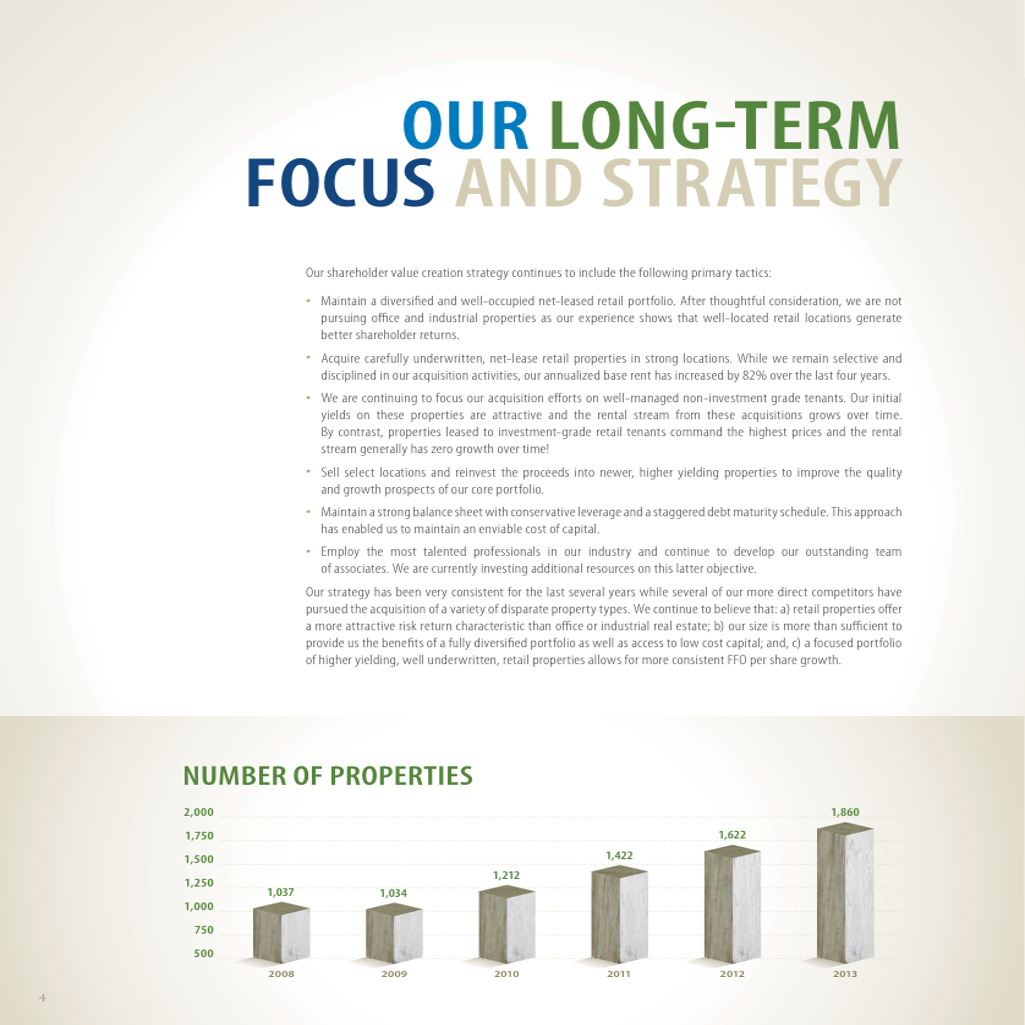 OUR LONG-TERM
FOCUS AND STRATEGY
Our shareholder value creation strategy continues to include the following primary tactics:
• Maintain a diversified and well-occupied net-leased retail portfolio. After thoughtful consideration, we are not
pursuing office and industrial properties as our experience shows that well-located retail locations generate
better shareholder returns.
• Acquire carefully underwritten, net-lease retail properties in strong locations. While we remain selective and
disciplined in our acquisition activities, our annualized base rent has increased by 82% over the last four years.
• We are continuing to focus our acquisition efforts on well-managed non-investment grade tenants. Our initial
yields on these properties are attractive and the rental stream from these acquisitions grows over time.
By contrast, properties leased to investment-grade retail tenants command the highest prices and the rental
stream generally has zero growth over time!
• Sell select locations and reinvest the proceeds into newer, higher yielding properties to improve the quality
and growth prospects of our core portfolio.
• Maintain a strong balance sheet with conservative leverage and a staggered debt maturity schedule. This approach
has enabled us to maintain an enviable cost of capital.
• Employ the most talented professionals in our industry and continue to develop our outstanding team
of associates. We are currently investing additional resources on this latter objective.
Our strategy has been very consistent for the last several years while several of our more direct competitors have
pursued the acquisition of a variety of disparate property types. We continue to believe that: a) retail properties offer
a more attractive risk return characteristic than office or industrial real estate; b) our size is more than sufficient to
provide us the benefits of a fully diversified portfolio as well as access to low cost capital; and, c) a focused portfolio
of higher yielding, well underwritten, retail properties allows for more consistent FFO per share growth.
NUMBER OF PROPERTIES
2,000
1,750
1,500
1,250
1,000
750
500
1,037
1,034
1,212
1,422
1,622
1,860
2008 2009 2010 2011 2012 2013
4